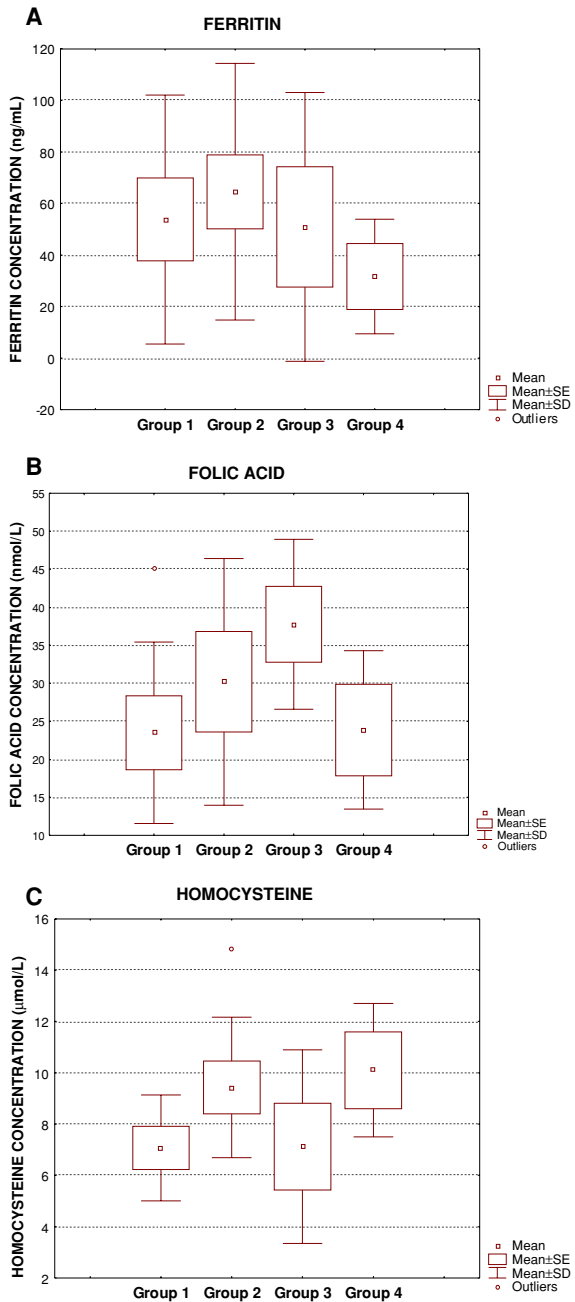 A
FERRITIN
FERRITIN CONCENTRATION (ng/mL)
120
100
80
60
40
20
0
-20
Group 1 Group 2 Group 3 Group 4
Mean
Mean±SE
Mean±SD
Outliers
B
FOLIC ACID
FOLIC ACID CONCENTRATION (nmol/L)
55
50
45
40
35
30
25
20
15
10
Group 1 Group 2 Group 3 Group 4
Mean
Mean±SE
Mean±SD
Outliers
C
HOMOCYSTEINE
HOMOCYSTEINE CONCENTRATION (µmol/L)
16
14
12
10
8
6
4
2
Group 1 Group 2 Group 3 Group 4
Mean
Mean±SE
Mean±SD
Outliers